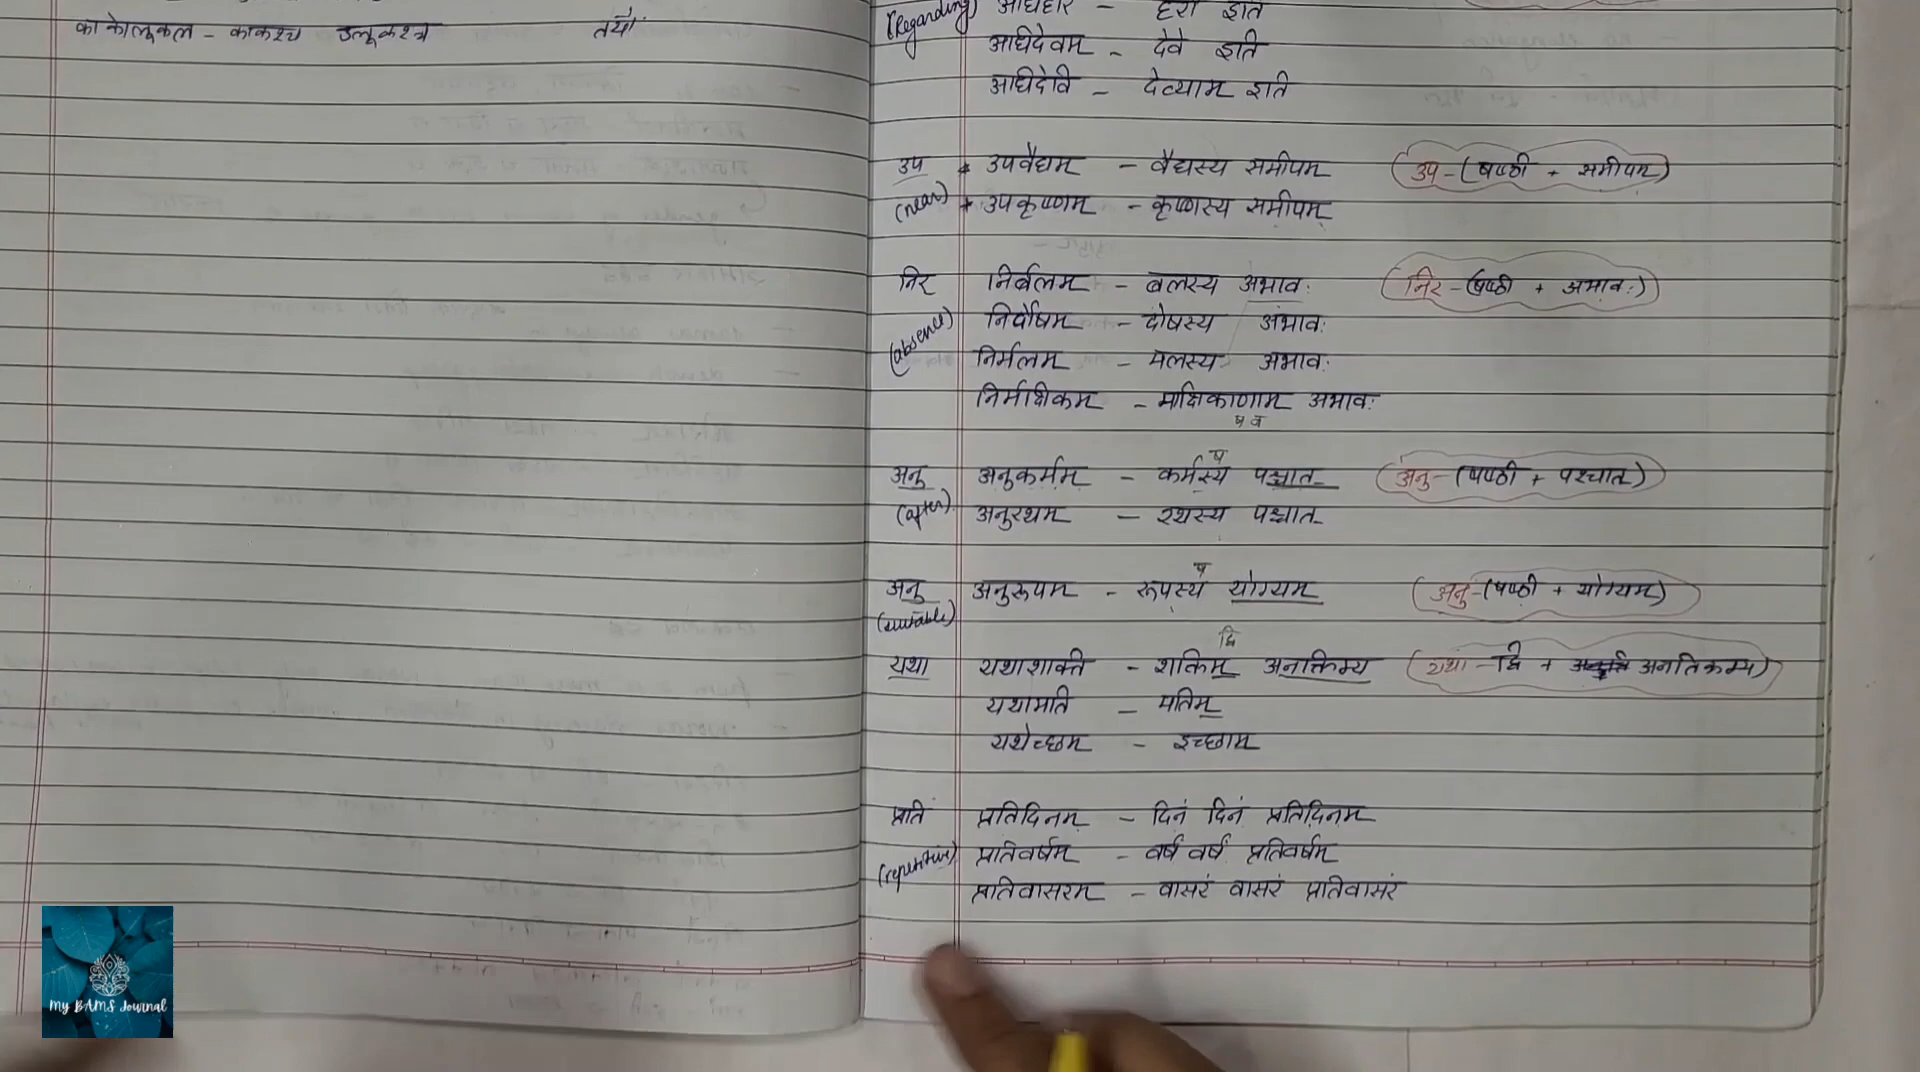 काकोलूकल - काकश्च उलूकश्च तयोः
(Regarding) अधिहरि - हरौ इति
अधिदेवम् - देवे इति
अधिदेवि - देव्याम् इति
उप * उपवैद्यम् - वैद्यस्य समीपम् (उप - (षष्ठी + समीपम्)
(near) * उपकृष्णम् - कृष्णस्य समीपम्
निर् निर्बलम् - बलस्य अभावः (निर - (षष्ठी + अभावः)
(absence) निर्दोषम् - दोषस्य अभावः
निर्मलम् - मलस्य अभावः
निर्माक्षिकम् - माक्षिकाणाम् अभावः
ष व
ष
अनु अनुकर्मम् - कर्मस्य पश्चात (अनु - (षष्ठी + पश्चात)
(after) अनुरथम् - रथस्य पश्चात
ष
अनु अनुरूपम - रूपस्य योग्यम (अनु - (षष्ठी + योग्यम)
(suitable)
द्वि
यथा यथाशक्ति - शक्तिम् अनाक्तिम्य (यथा - द्वि + अनतिकम्य)
यथामति - मतिम्
यथेच्छम् - इच्छाम्
प्रति प्रतिदिनम् - दिनं दिनं प्रतिदिनम्
(repetitive) प्रतिवर्षम् - वर्षं वर्षं प्रतिवर्षम्
प्रतिवासरम् - वासरं वासरं प्रतिवासरं
My BAMS Journal